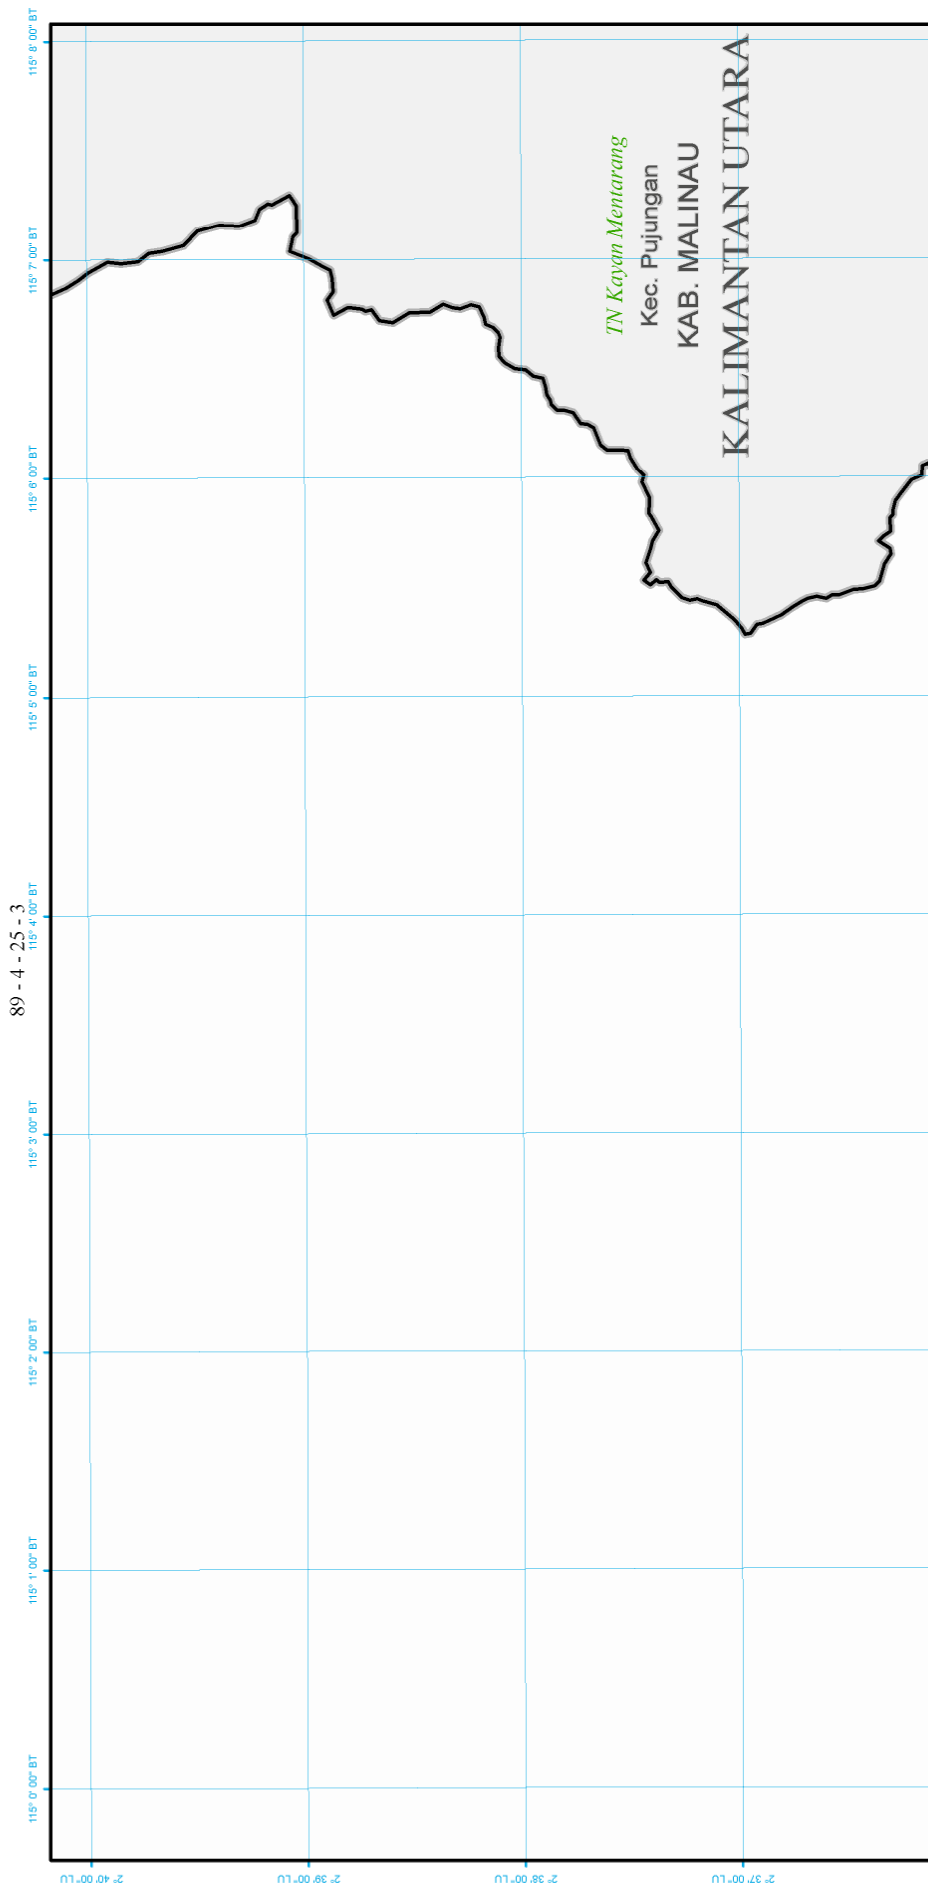 89 - 4 - 25 - 3
115° 0' 00" BT
115° 1' 00" BT
115° 2' 00" BT
115° 3' 00" BT
115° 4' 00" BT
115° 5' 00" BT
115° 6' 00" BT
115° 7' 00" BT
115° 8' 00" BT
2° 40' 00" LU
2° 39' 00" LU
2° 38' 00" LU
2° 37' 00" LU
TN Kayan Mentarang
Kec. Pujungan
KAB. MALINAU
KALIMANTAN UTARA